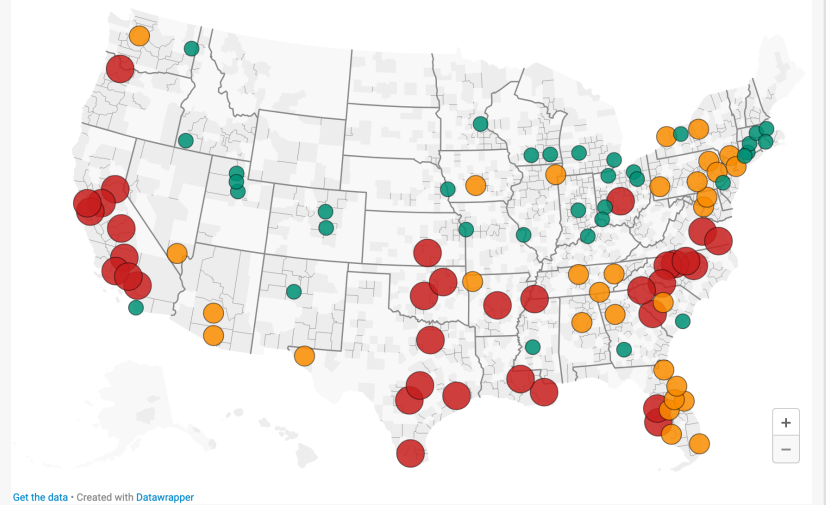 +
−
Get the data • Created with Datawrapper